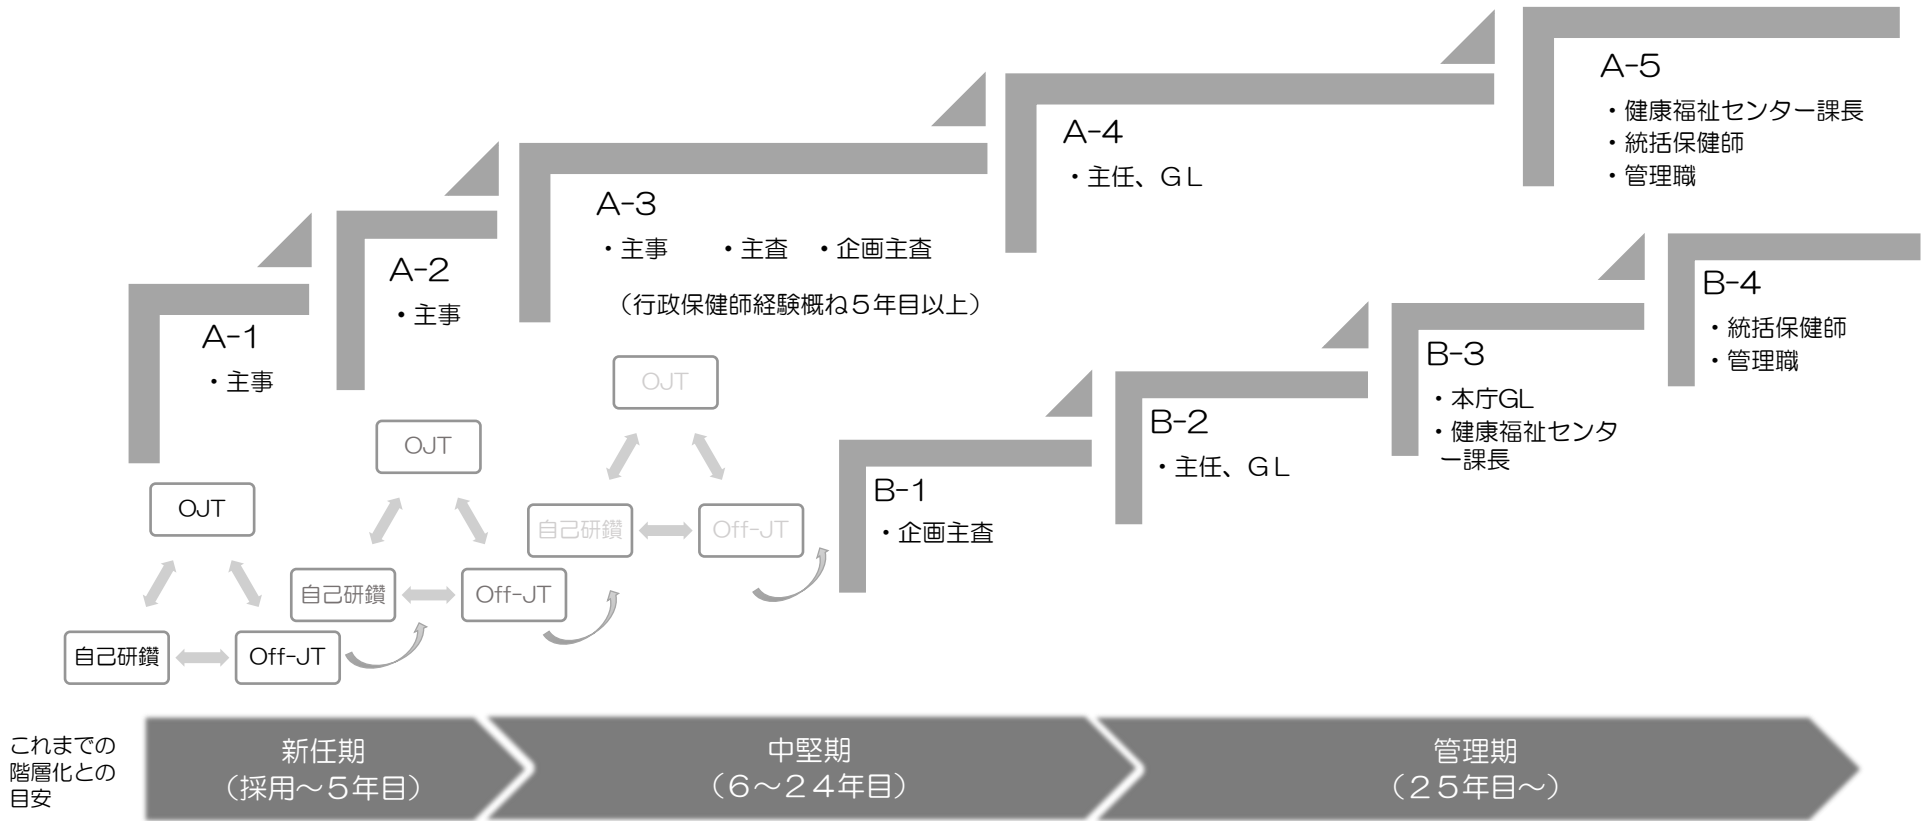 A-5
・健康福祉センター課長
・統括保健師
・管理職
A-4
・主任、ＧＬ
A-3
・主事　　・主査　・企画主査
（行政保健師経験概ね５年目以上）
A-2
・主事
A-1
・主事
B-4
・統括保健師
・管理職
B-3
・本庁GL
・健康福祉センタ
ー課長
B-2
・主任、ＧＬ
B-1
・企画主査
OJT
自己研鑽
Off-JT
OJT
自己研鑽
Off-JT
OJT
自己研鑽
Off-JT
これまでの
階層化との
目安
新任期
（採用～５年目）
中堅期
（６～２４年目）
管理期
（２５年目～）